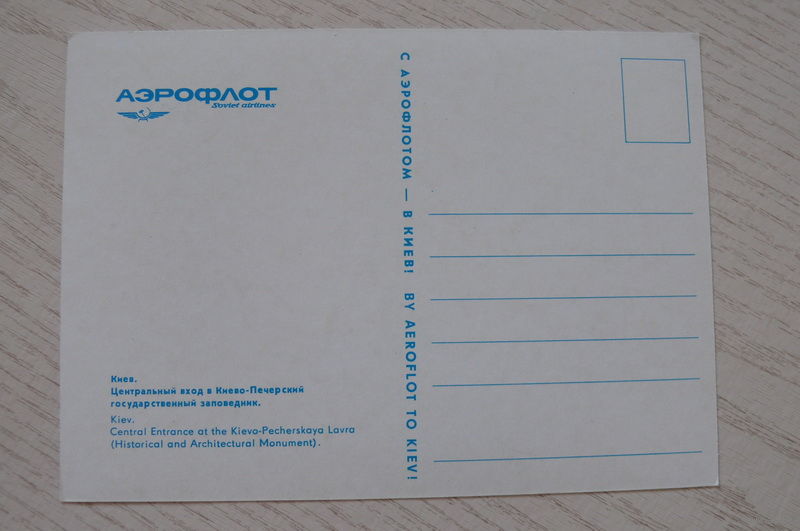 АЭРОФЛОТ
Soviet airlines
Киев.
Центральный вход в Киево-Печерский
государственный заповедник.
Kiev.
Central Entrance at the Kievo-Pecherskaya Lavra
(Historical and Architectural Monument).
С АЭРОФЛОТОМ — В КИЕВ! BY AEROFLOT TO KIEV!